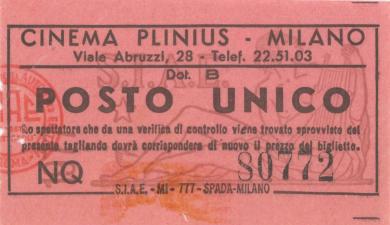 CINEMA PLINIUS - MILANO
Viale Abruzzi, 28 - Telef. 22.51.03
Dot. B
POSTO UNICO
Lo spettatore che da una verifica di controllo viene trovato sprovvisto del
presente tagliando dovrà corrispondere di nuovo il prezzo del biglietto.
NQ 80772
S.I.A.E. - MI - 777 - SPADA-MILANO
S.I.A.E.